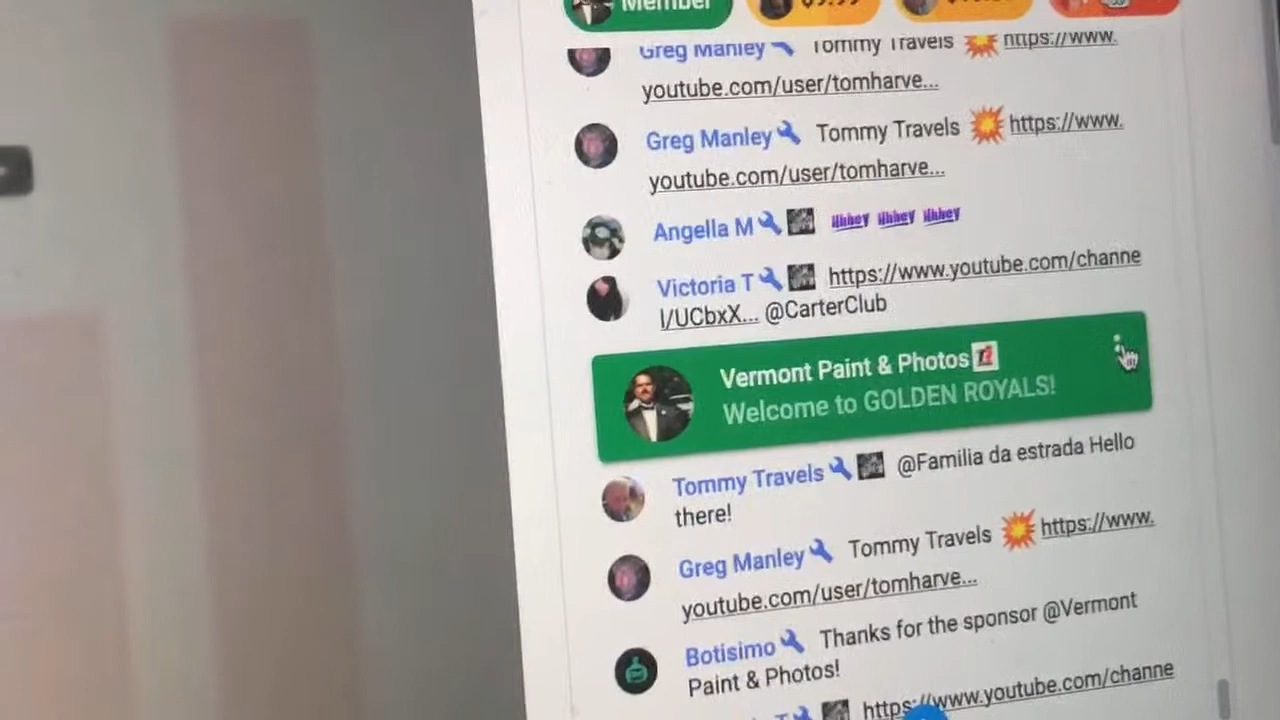 Member
Greg Manley Tommy Travels 💥 https://www.
youtube.com/user/tomharve...
Greg Manley Tommy Travels 💥 https://www.
youtube.com/user/tomharve...
Angella M Hhhey Hhhey Hhhey
Victoria T https://www.youtube.com/channe
l/UCbxX... @CarterClub
Vermont Paint & Photos
Welcome to GOLDEN ROYALS!
Tommy Travels @Familia da estrada Hello
there!
Greg Manley Tommy Travels 💥 https://www.
youtube.com/user/tomharve...
Botisimo Thanks for the sponsor @Vermont
Paint & Photos!
https://www.youtube.com/channe